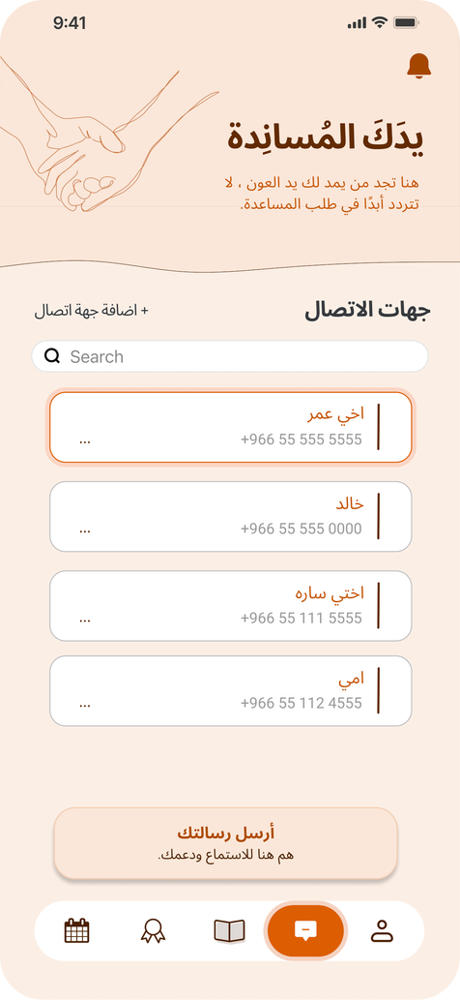 9:41
يدَكَ المُسانِدة
هنا تجد من يمد لك يد العون ، لا
تتردد أبدًا في طلب المساعدة.
جهات الاتصال
+ اضافة جهة اتصال
Search
اخي عمر
+966 55 555 5555
...
خالد
+966 55 555 0000
...
اختي ساره
+966 55 111 5555
...
امي
+966 55 112 4555
...
أرسل رسالتك
هم هنا للاستماع ودعمك.